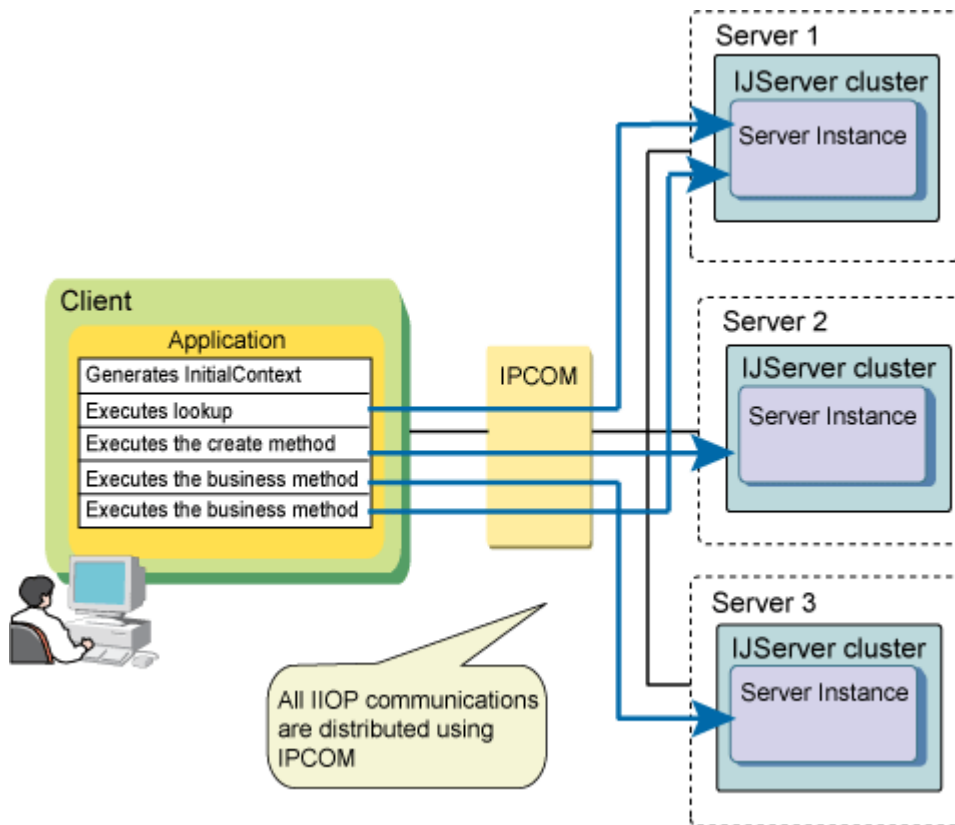 Server 1
IJServer cluster
Server Instance
Client
Application
Generates InitialContext
Executes lookup
Executes the create method
Executes the business method
Executes the business method
IPCOM
Server 2
IJServer cluster
Server Instance
Server 3
IJServer cluster
Server Instance
All IIOP communications
are distributed using
IPCOM